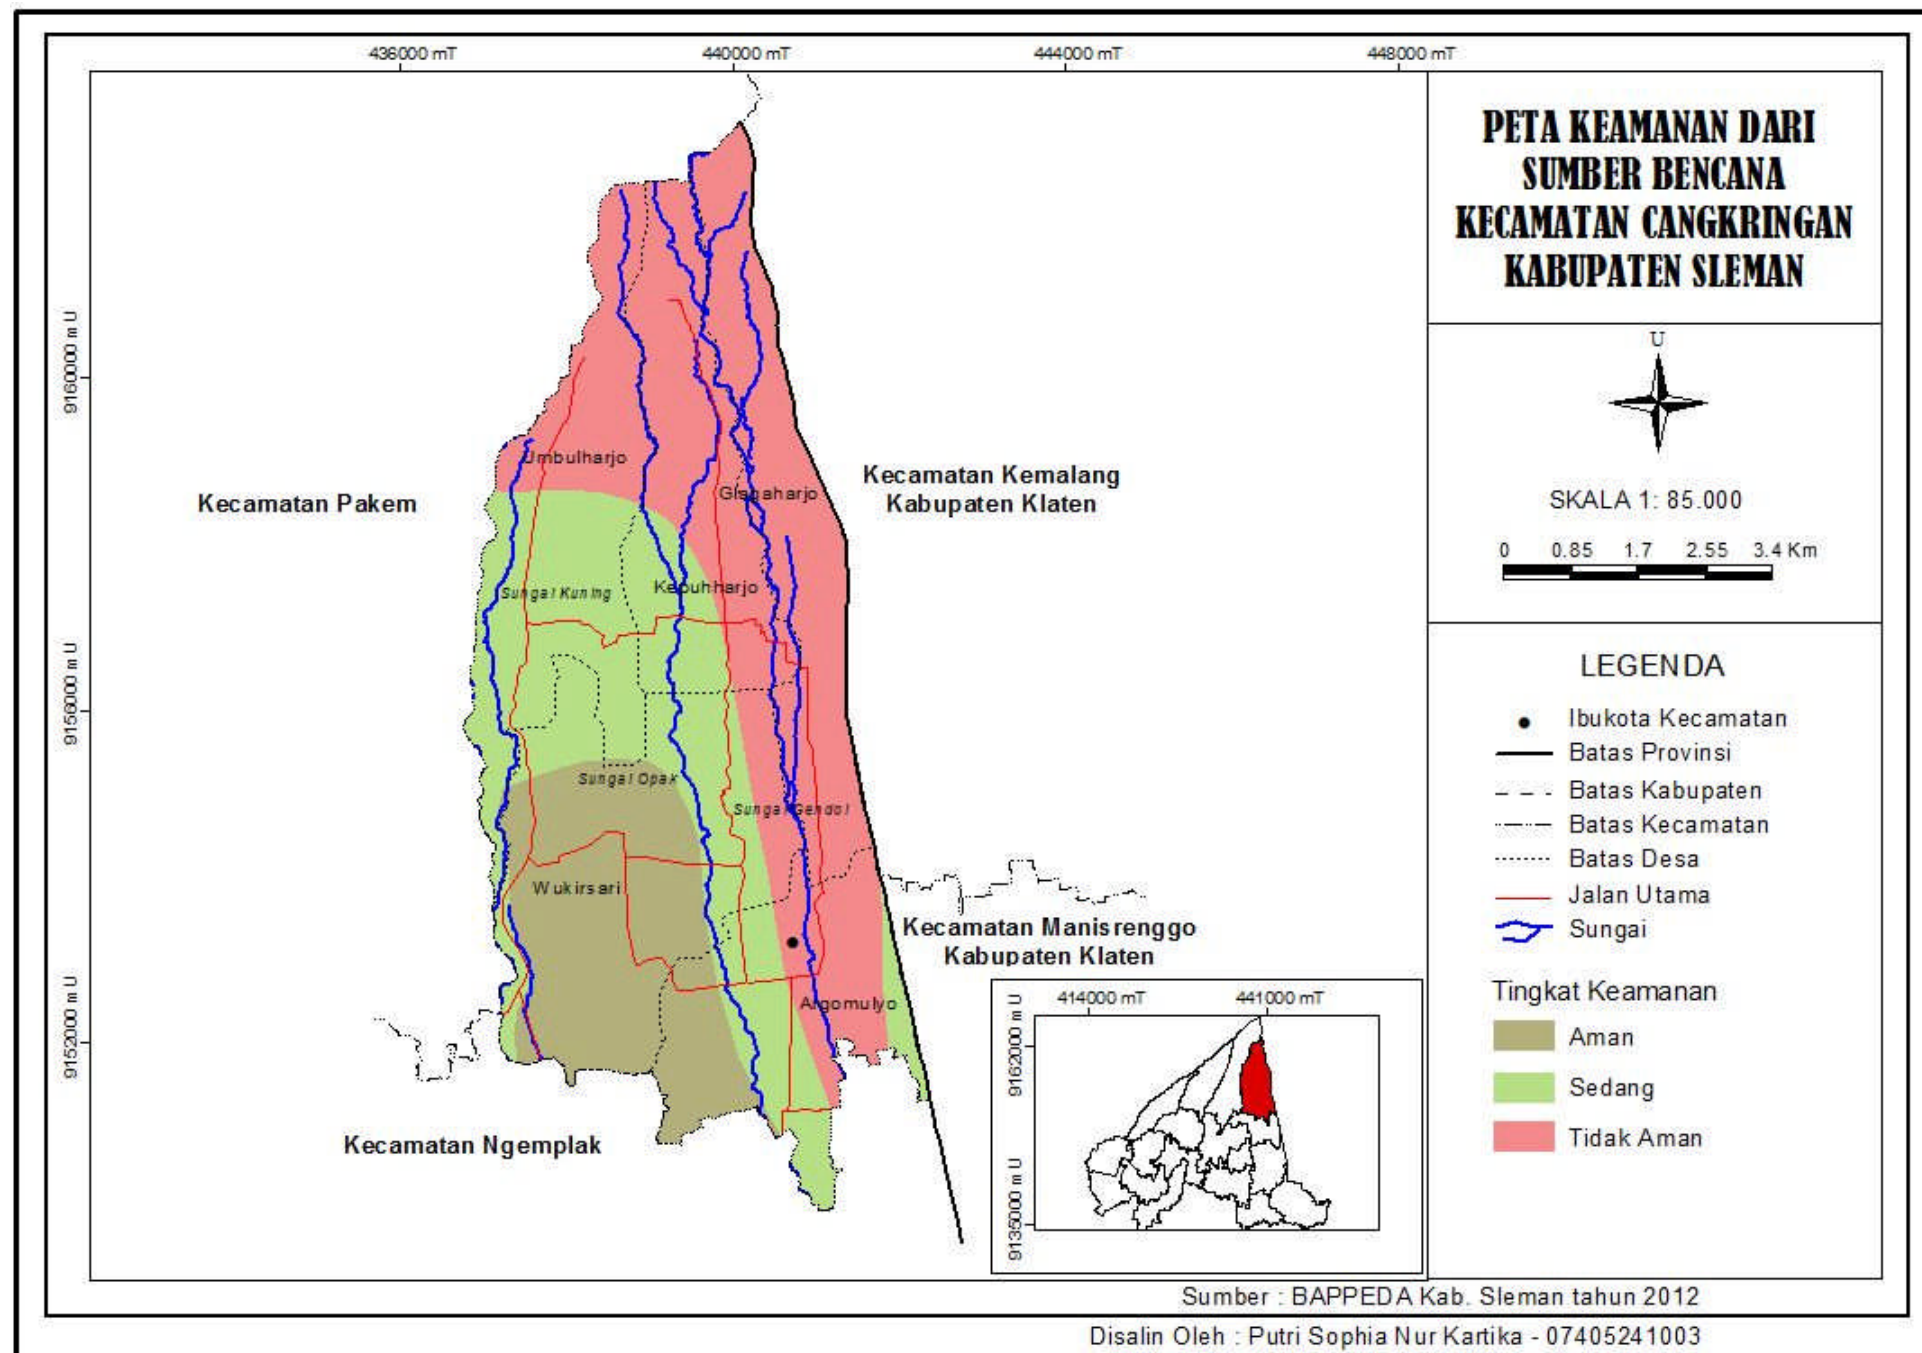 436000 mT
440000 mT
444000 mT
448000 mT
9160000 m U
9156000 m U
9152000 m U
PETA KEAMANAN DARI
SUMBER BENCANA
KECAMATAN CANGKRINGAN
KABUPATEN SLEMAN
U
SKALA 1: 85.000
0 0.85 1.7 2.55 3.4 Km
LEGENDA
Ibukota Kecamatan
Batas Provinsi
Batas Kabupaten
Batas Kecamatan
Batas Desa
Jalan Utama
Sungai
Tingkat Keamanan
Aman
Sedang
Tidak Aman
Umbulharjo
Kecamatan Pakem
Glagaharjo
Kecamatan Kemalang
Kabupaten Klaten
Kepuhharjo
Sungai Kuning
Sungai Opak
Sungai Gendol
Wukirsari
Kecamatan Manisrenggo
Kabupaten Klaten
Argomulyo
Kecamatan Ngemplak
414000 mT
441000 mT
9162000 m U
9135000 m U
Sumber : BAPPEDA Kab. Sleman tahun 2012
Disalin Oleh : Putri Sophia Nur Kartika - 07405241003